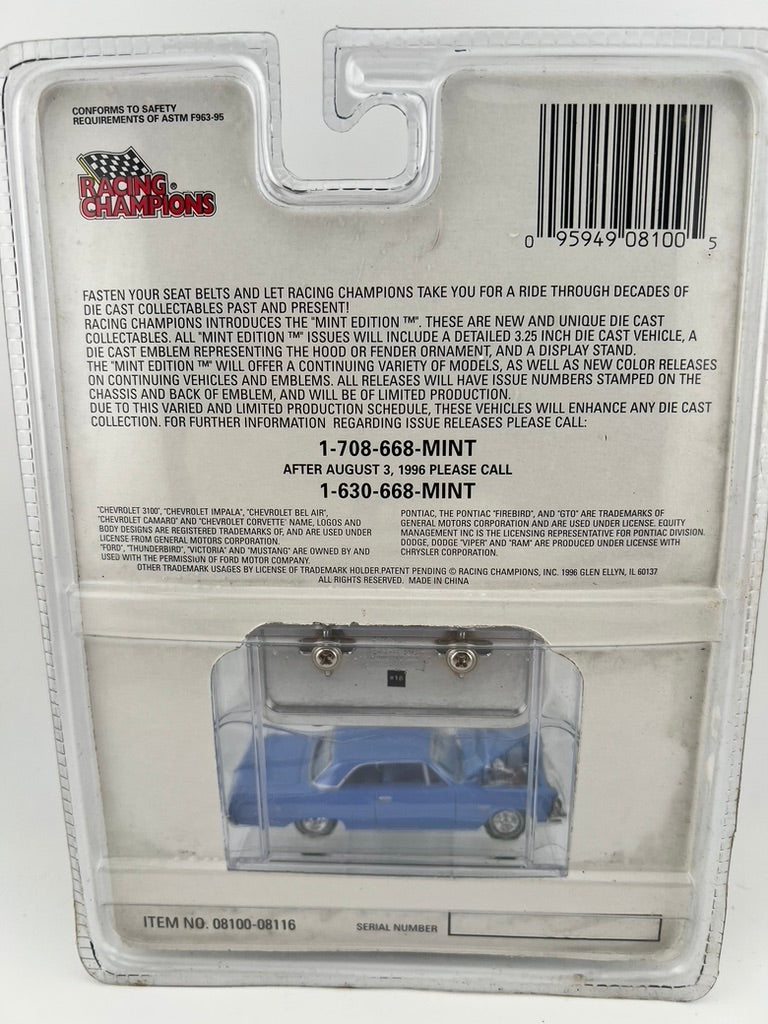 CONFORMS TO SAFETY
REQUIREMENTS OF ASTM F963-95
RACING®
CHAMPIONS
0 95949 08100 5
FASTEN YOUR SEAT BELTS AND LET RACING CHAMPIONS TAKE YOU FOR A RIDE THROUGH DECADES OF
DIE CAST COLLECTABLES PAST AND PRESENT!
RACING CHAMPIONS INTRODUCES THE "MINT EDITION ™". THESE ARE NEW AND UNIQUE DIE CAST
COLLECTABLES. ALL "MINT EDITION ™" ISSUES WILL INCLUDE A DETAILED 3.25 INCH DIE CAST VEHICLE, A
DIE CAST EMBLEM REPRESENTING THE HOOD OR FENDER ORNAMENT, AND A DISPLAY STAND.
THE "MINT EDITION ™" WILL OFFER A CONTINUING VARIETY OF MODELS, AS WELL AS NEW COLOR RELEASES
ON CONTINUING VEHICLES AND EMBLEMS. ALL RELEASES WILL HAVE ISSUE NUMBERS STAMPED ON THE
CHASSIS AND BACK OF EMBLEM, AND WILL BE OF LIMITED PRODUCTION.
DUE TO THIS VARIED AND LIMITED PRODUCTION SCHEDULE, THESE VEHICLES WILL ENHANCE ANY DIE CAST
COLLECTION. FOR FURTHER INFORMATION REGARDING ISSUE RELEASES PLEASE CALL:
1-708-668-MINT
AFTER AUGUST 3, 1996 PLEASE CALL
1-630-668-MINT
"CHEVROLET 3100", "CHEVROLET IMPALA", "CHEVROLET BEL AIR",
"CHEVROLET CAMARO" AND "CHEVROLET CORVETTE" NAME, LOGOS AND
BODY DESIGNS ARE REGISTERED TRADEMARKS OF, AND ARE USED UNDER
LICENSE FROM GENERAL MOTORS CORPORATION.
"FORD", "THUNDERBIRD", "VICTORIA" AND "MUSTANG" ARE OWNED BY AND
USED WITH THE PERMISSION OF FORD MOTOR COMPANY.
PONTIAC, THE PONTIAC "FIREBIRD", AND "GTO" ARE TRADEMARKS OF
GENERAL MOTORS CORPORATION AND ARE USED UNDER LICENSE. EQUITY
MANAGEMENT INC IS THE LICENSING REPRESENTATIVE FOR PONTIAC DIVISION.
DODGE, DODGE "VIPER" AND "RAM" ARE PRODUCED UNDER LICENSE WITH
CHRYSLER CORPORATION.
OTHER TRADEMARK USAGES BY LICENSE OF TRADEMARK HOLDER.PATENT PENDING © RACING CHAMPIONS, INC. 1996 GLEN ELLYN, IL 60137
ALL RIGHTS RESERVED. MADE IN CHINA
ITEM NO. 08100-08116
SERIAL NUMBER